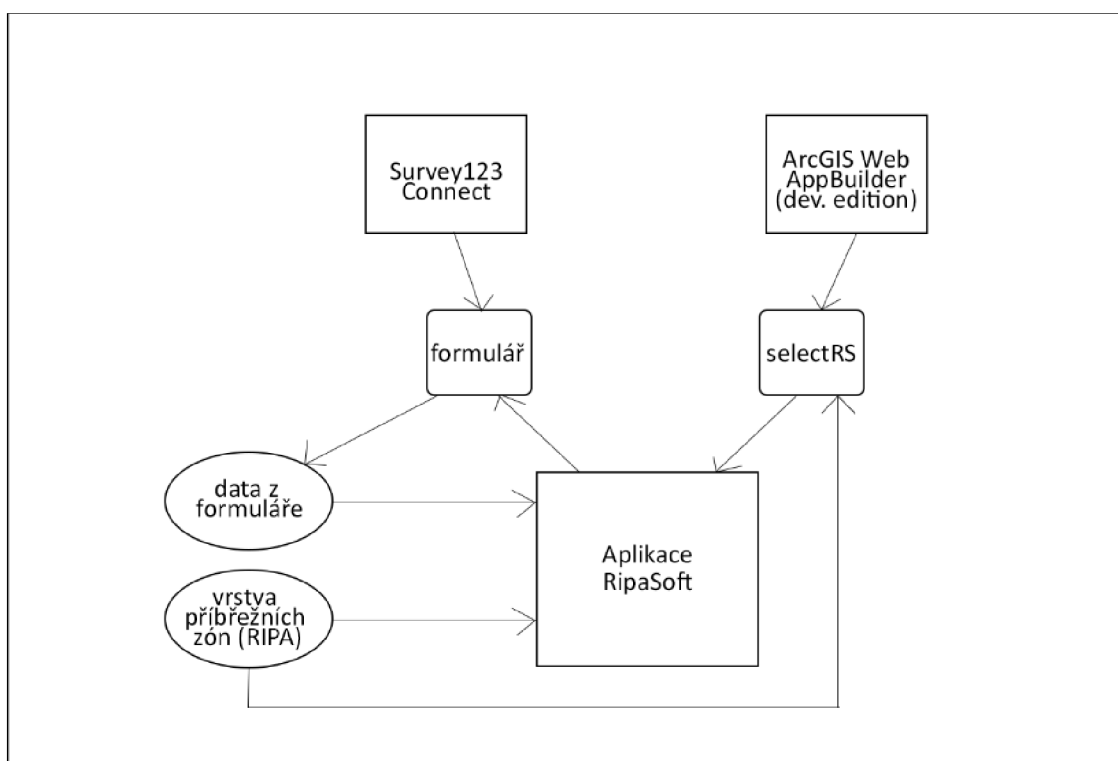 Survey123
Connect
ArcGIS Web
AppBuilder
(dev. edition)
formulář
selectRS
data z
formuláře
Aplikace
RipaSoft
vrstva
příbřežních
zón (RIPA)